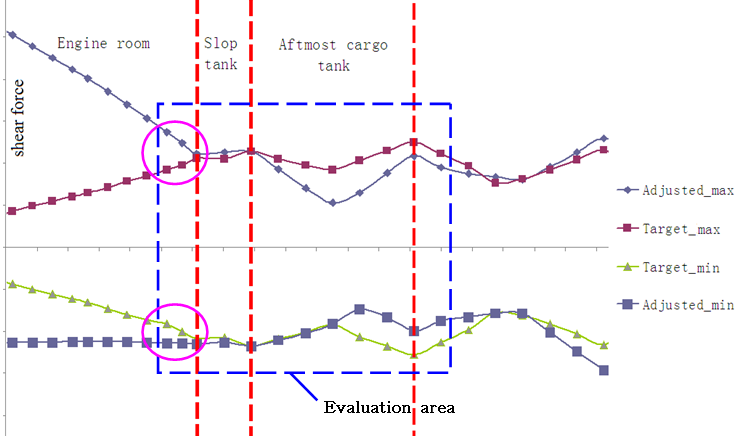 Engine room
Slop
tank
Aftmost cargo
tank
shear force
Adjusted_max
Target_max
Target_min
Adjusted_min
Evaluation area